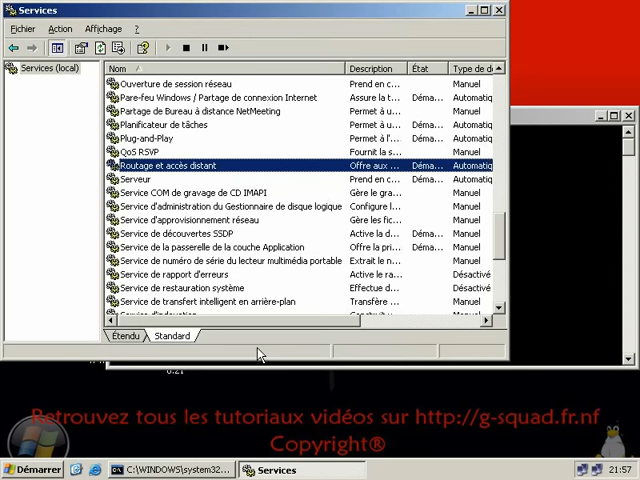 Services
Fichier Action Affichage ?
Services (local)
Nom Description État Type de d
Ouverture de session réseau Prend en c... Manuel
Pare-feu Windows / Partage de connexion Internet Assure la t... Déma... Automatiq
Partage de Bureau à distance NetMeeting Permet à u... Manuel
Planificateur de tâches Permet à u... Déma... Automatiq
Plug-and-Play Permet à l'... Déma... Automatiq
QoS RSVP Fournit la s... Manuel
Routage et accès distant Offre aux ... Déma... Automatiq
Serveur Prend en c... Déma... Automatiq
Service COM de gravage de CD IMAPI Gère le gra... Manuel
Service d'administration du Gestionnaire de disque logique Configure l... Manuel
Service d'approvisionnement réseau Gère les fic... Manuel
Service de découvertes SSDP Active la d... Déma... Manuel
Service de la passerelle de la couche Application Offre la pri... Déma... Manuel
Service de numéro de série du lecteur multimédia portable Extrait le n... Manuel
Service de rapport d'erreurs Active le ra... Désactivé
Service de restauration système Effectue d... Désactivé
Service de transfert intelligent en arrière-plan Transfère ... Manuel
Étendu Standard
0.21
Retrouvez tous les tutoriaux vidéos sur http://g-squad.fr.nf
Copyright®
Démarrer C:\WINDOWS\system32... Services 21:57